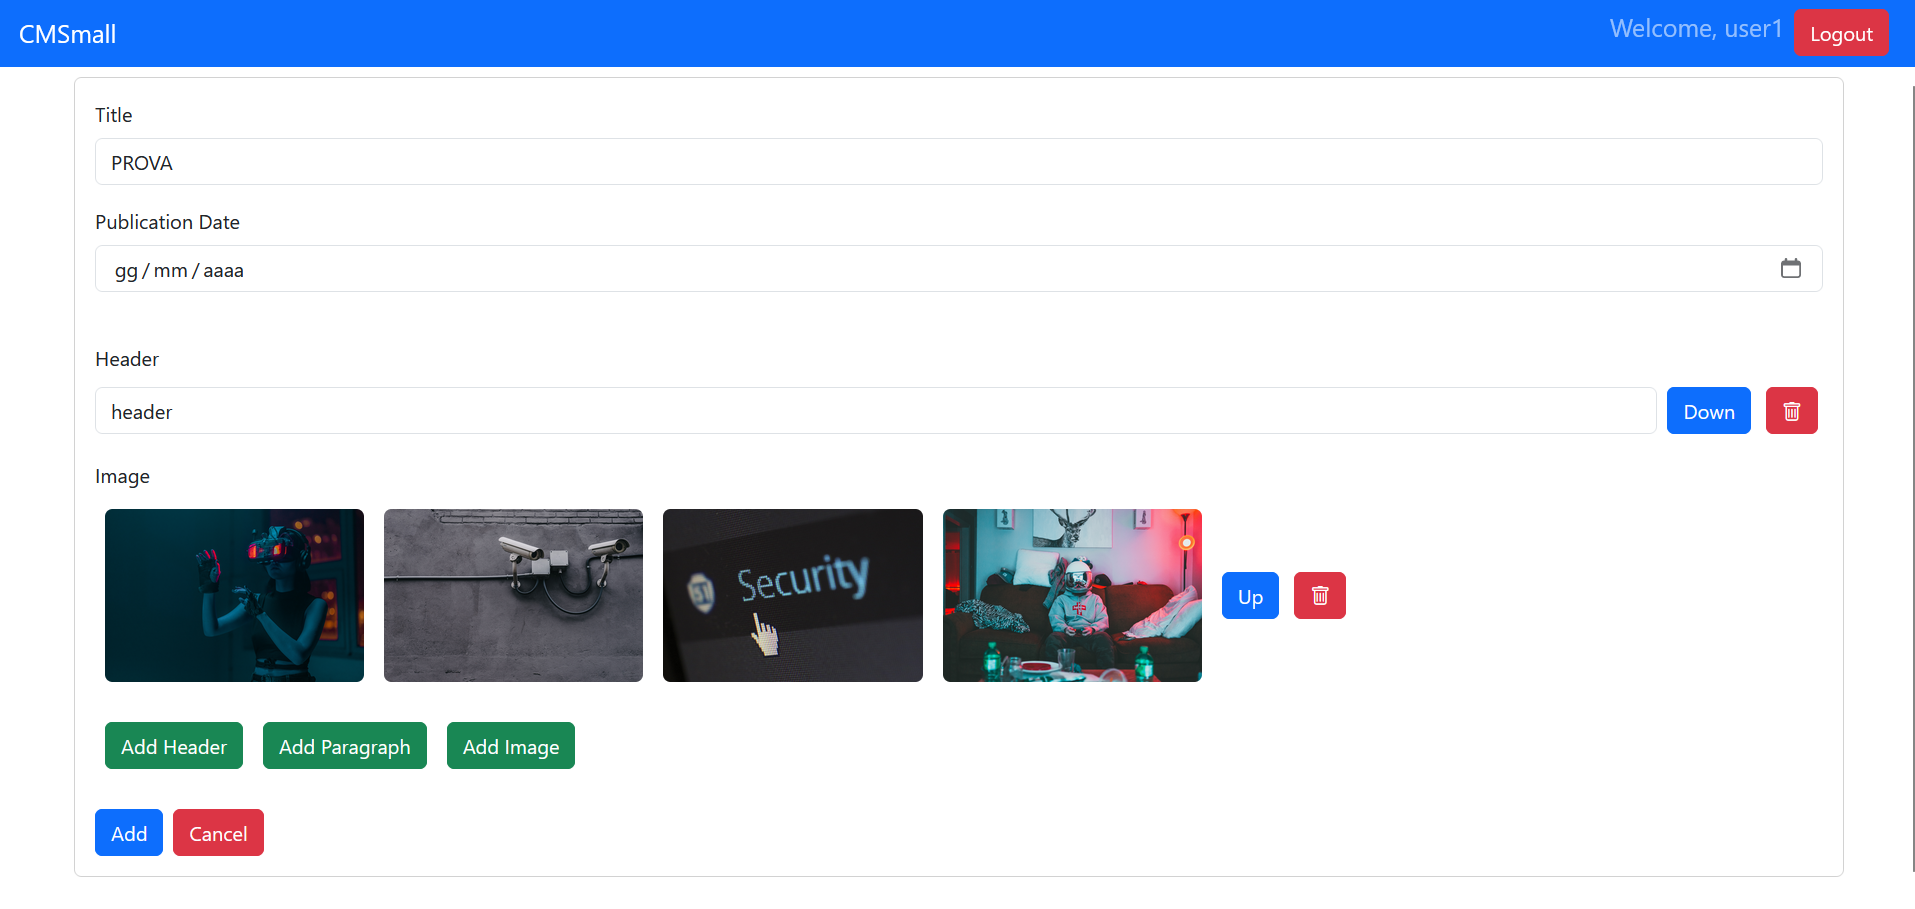 CMSmall
Welcome, user1
Logout
Title
PROVA
Publication Date
gg/mm/aaaa
Header
header
Down
Image
Security
Up
Add Header
Add Paragraph
Add Image
Add
Cancel